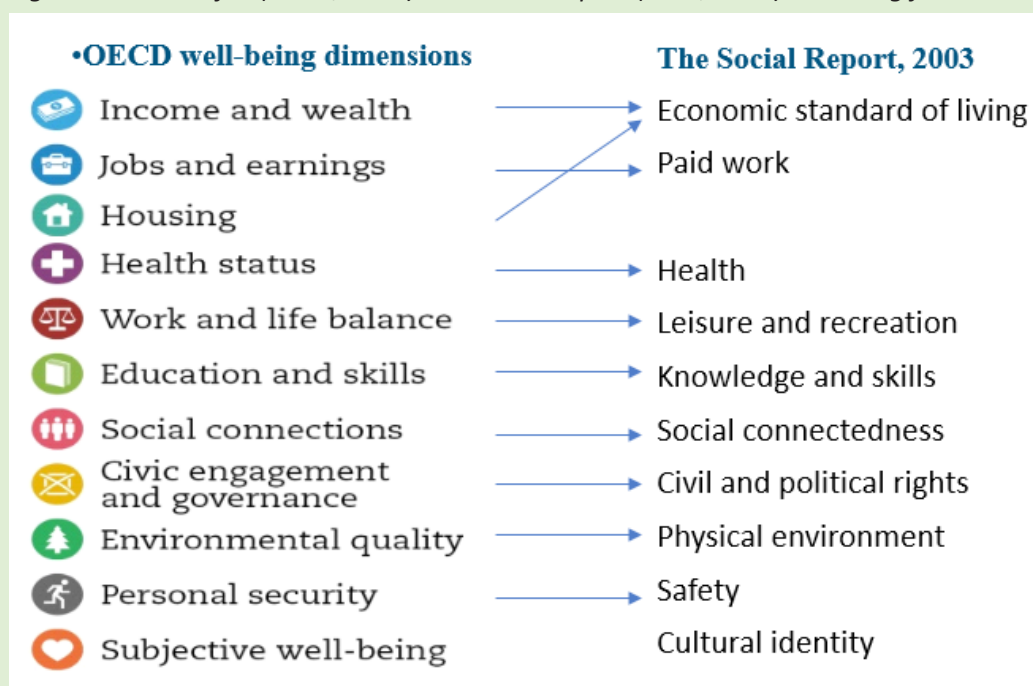 •OECD well-being dimensions
Income and wealth
Jobs and earnings
Housing
Health status
Work and life balance
Education and skills
Social connections
Civic engagement
and governance
Environmental quality
Personal security
Subjective well-being
The Social Report, 2003
Economic standard of living
Paid work
Health
Leisure and recreation
Knowledge and skills
Social connectedness
Civil and political rights
Physical environment
Safety
Cultural identity